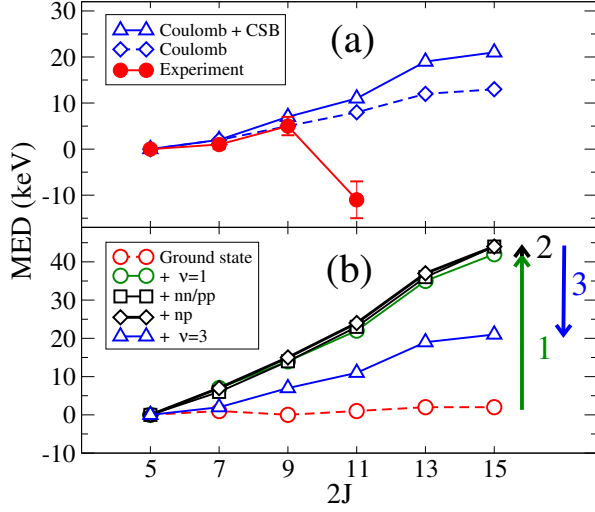 30
20
10
0
-10
(a)
Coulomb + CSB
Coulomb
Experiment
MED (keV)
40
30
20
10
0
-10
(b)
Ground state
+ ν=1
+ nn/pp
+ np
+ ν=3
2
3
1
5 7 9 11 13 15
2J